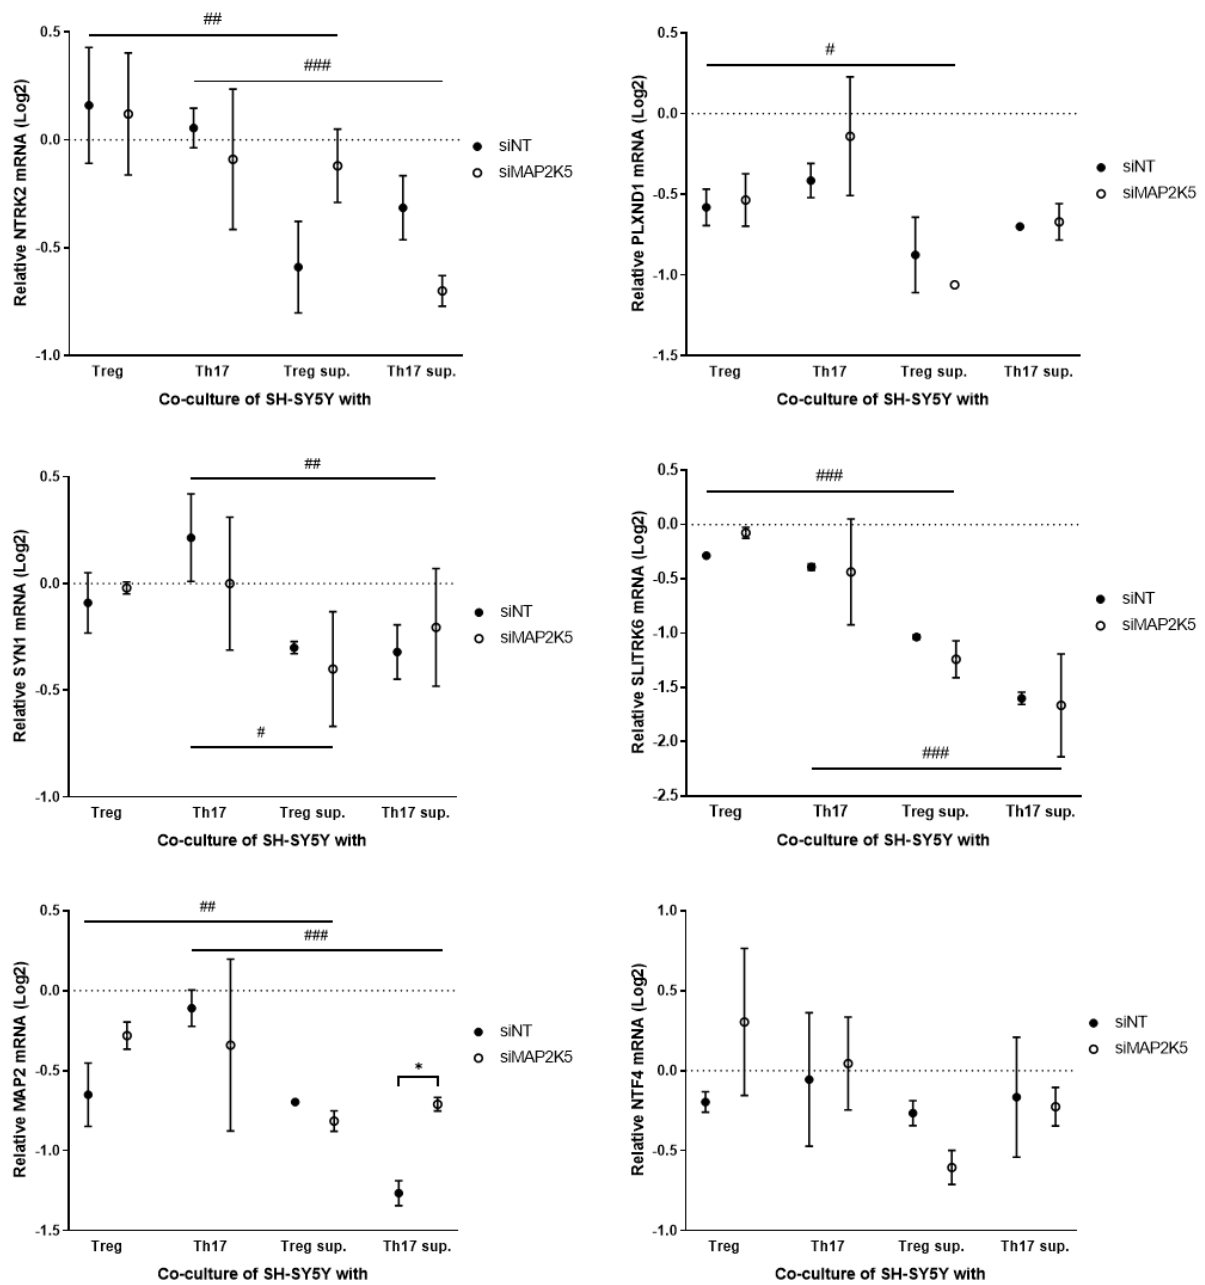 ##
###
0.5
0.0
-0.5
-1.0
Relative NTRK2 mRNA (Log2)
Treg Th17 Treg sup. Th17 sup.
Co-culture of SH-SY5Y with
siNT
siMAP2K5
#
0.5
0.0
-0.5
-1.0
-1.5
Relative PLXND1 mRNA (Log2)
Treg Th17 Treg sup. Th17 sup.
Co-culture of SH-SY5Y with
siNT
siMAP2K5
##
#
0.5
0.0
-0.5
-1.0
Relative SYN1 mRNA (Log2)
Treg Th17 Treg sup. Th17 sup.
Co-culture of SH-SY5Y with
siNT
siMAP2K5
###
###
0.5
0.0
-0.5
-1.0
-1.5
-2.0
-2.5
Relative SLITRK6 mRNA (Log2)
Treg Th17 Treg sup. Th17 sup.
Co-culture of SH-SY5Y with
siNT
siMAP2K5
##
###
*
0.5
0.0
-0.5
-1.0
-1.5
Relative MAP2 mRNA (Log2)
Treg Th17 Treg sup. Th17 sup.
Co-culture of SH-SY5Y with
siNT
siMAP2K5
1.0
0.5
0.0
-0.5
-1.0
Relative NTF4 mRNA (Log2)
Treg Th17 Treg sup. Th17 sup.
Co-culture of SH-SY5Y with
siNT
siMAP2K5